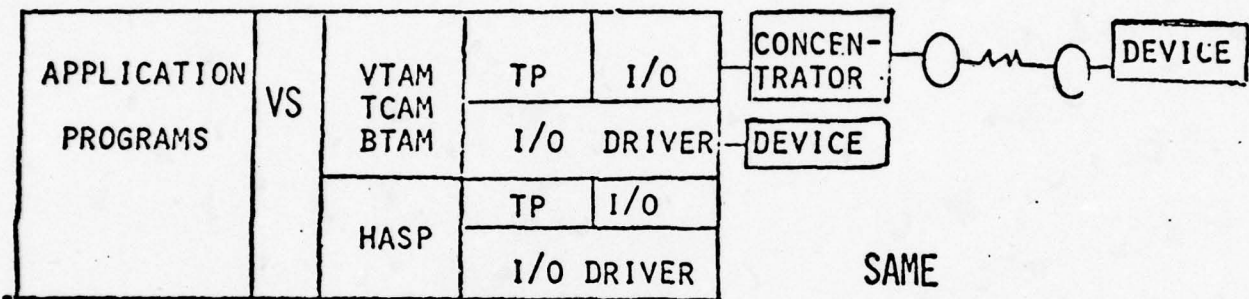 APPLICATION
PROGRAMS
VS
VTAM
TCAM
BTAM
TP
I/O
I/O DRIVER
CONCEN-
TRATOR
DEVICE
DEVICE
HASP
TP
I/O
I/O DRIVER
SAME